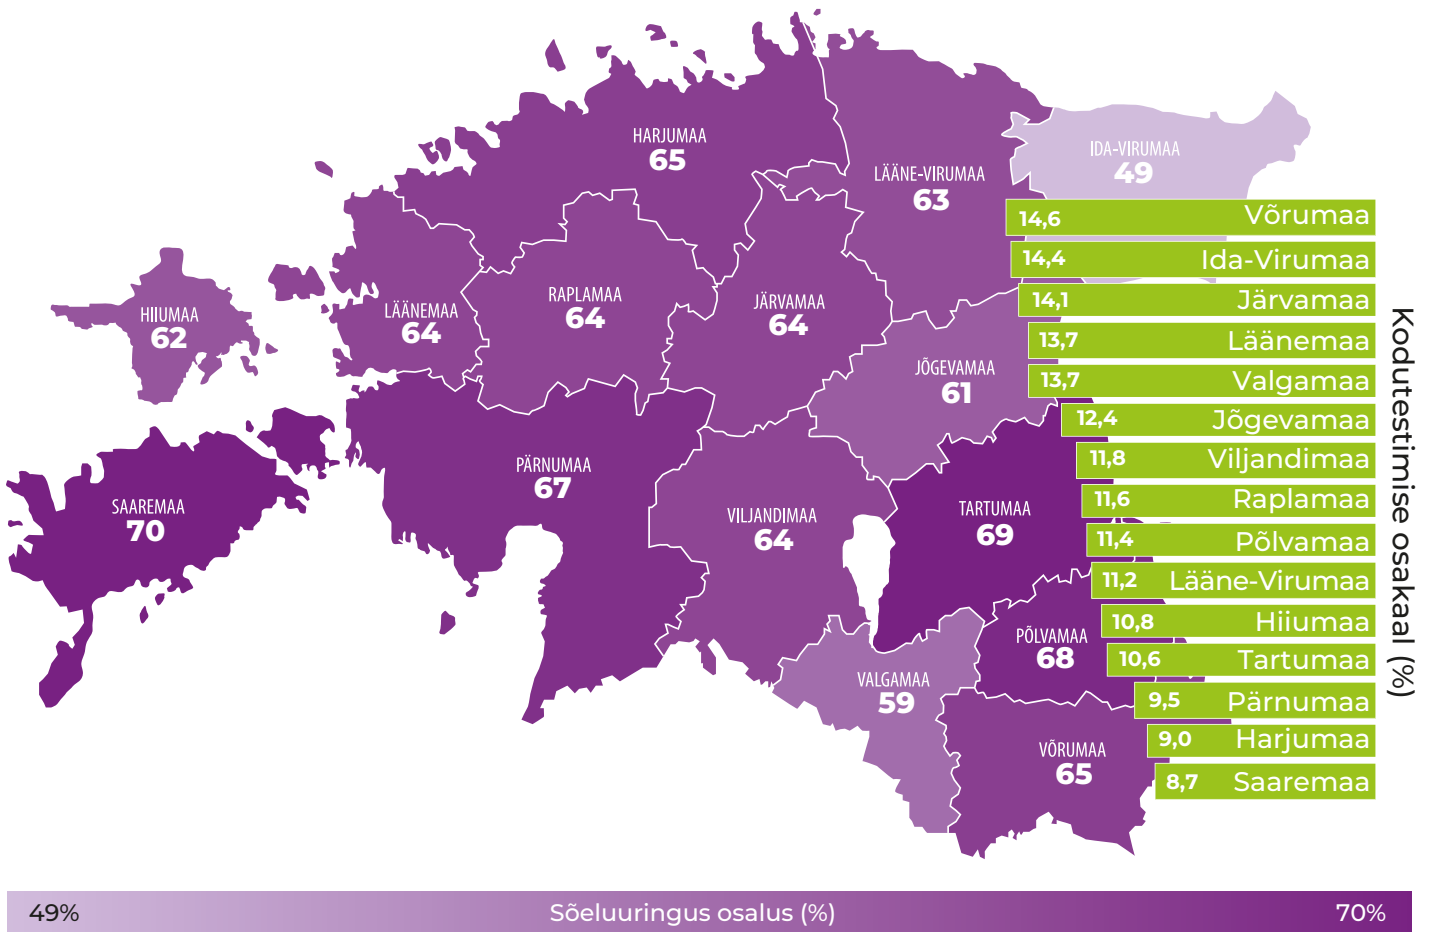 HARJUMAA
65
LÄÄNE-VIRUMAA
63
IDA-VIRUMAA
49
HIIUMAA
62
LÄÄNEMAA
64
RAPLAMAA
64
JÄRVAMAA
64
JÕGEVAMAA
61
SAAREMAA
70
PÄRNUMAA
67
VILJANDIMAA
64
TARTUMAA
69
PÕLVAMAA
68
VALGAMAA
59
VÕRUMAA
65
14,6 Võrumaa
14,4 Ida-Virumaa
14,1 Järvamaa
13,7 Läänemaa
13,7 Valgamaa
12,4 Jõgevamaa
11,8 Viljandimaa
11,6 Raplamaa
11,4 Põlvamaa
11,2 Lääne-Virumaa
10,8 Hiiumaa
10,6 Tartumaa
9,5 Pärnumaa
9,0 Harjumaa
8,7 Saaremaa
Kodutestimise osakaal (%)
49% Sõeluuringus osalus (%) 70%